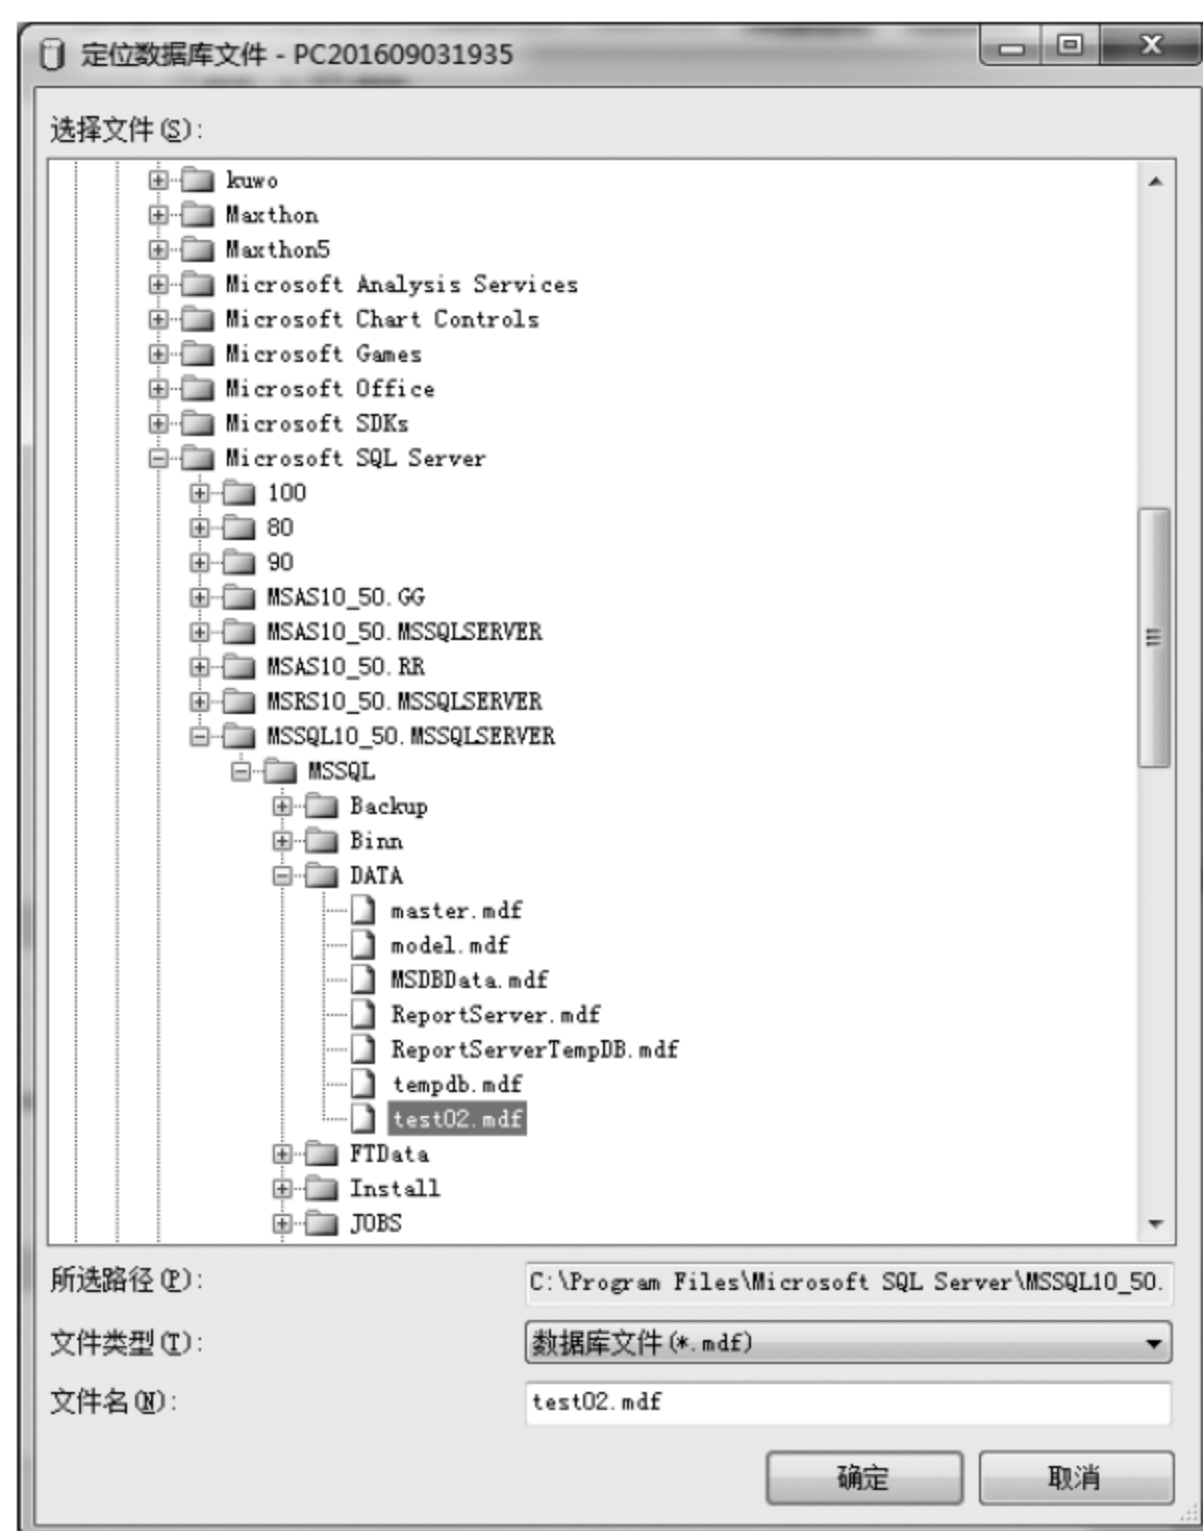 定位数据库文件 - PC201609031935
选择文件(S):
kuwo
Maxthon
Maxthon5
Microsoft Analysis Services
Microsoft Chart Controls
Microsoft Games
Microsoft Office
Microsoft SDKs
Microsoft SQL Server
100
80
90
MSAS10_50.GG
MSAS10_50.MSSQLSERVER
MSAS10_50.RR
MSRS10_50.MSSQLSERVER
MSSQL10_50.MSSQLSERVER
MSSQL
Backup
Binn
DATA
master.mdf
model.mdf
MSDBData.mdf
ReportServer.mdf
ReportServerTempDB.mdf
tempdb.mdf
test02.mdf
FTData
Install
JOBS
所选路径(P): C:\Program Files\Microsoft SQL Server\MSSQL10_50.
文件类型(T): 数据库文件(*.mdf)
文件名(N): test02.mdf
确定 取消